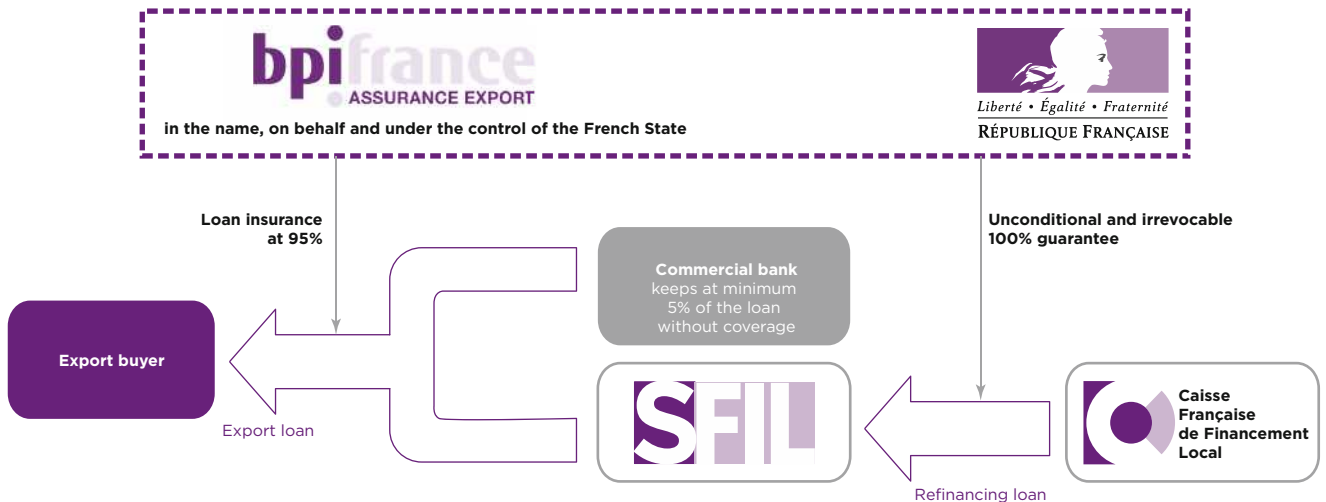 bpifrance
ASSURANCE EXPORT
in the name, on behalf and under the control of the French State
Liberté • Égalité • Fraternité
RÉPUBLIQUE FRANÇAISE
Loan insurance
at 95%
Unconditional and irrevocable
100% guarantee
Commercial bank
keeps at minimum
5% of the loan
without coverage
Export buyer
Export loan
SFIL
Caisse
Française
de Financement
Local
Refinancing loan